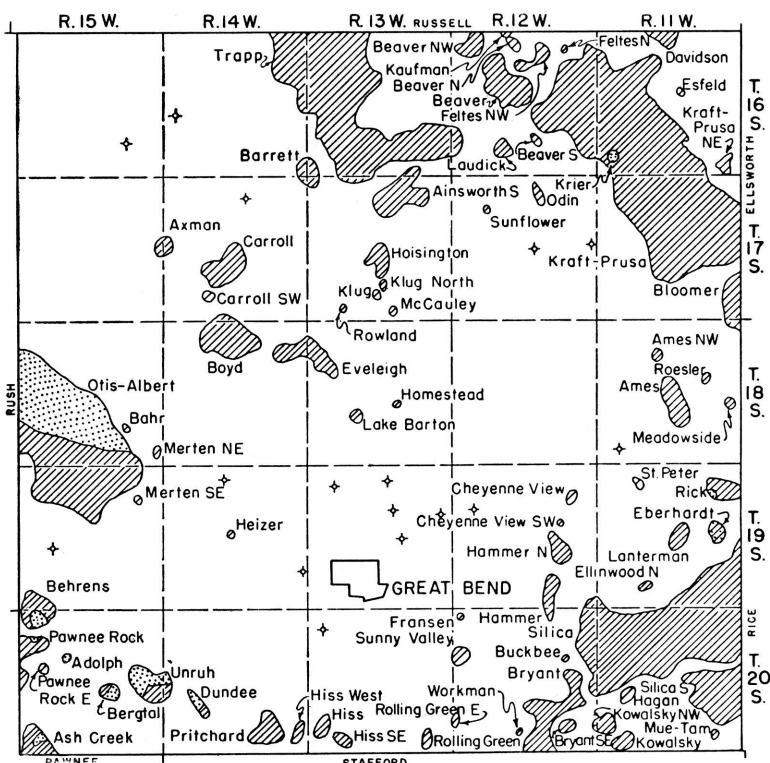 R.15 W. R.14 W. R.13 W. RUSSELL R.12 W. R.11 W.
Trapp
Beaver NW
Kaufman
Beaver N
Beaver
Feltes NW
Feltes N
Davidson
Esfeld
Kraft-
Prusa
NE
T.
16
S.
ELLSWORTH
Barrett
Laudick
Beaver S
Ainsworth S
Krier
Odin
Sunflower
Kraft-Prusa
T.
17
S.
Axman
Carroll
Carroll SW
Hoisington
Klug North
Klug
McCauley
Rowland
Bloomer
Boyd
Eveleigh
Ames NW
Roesler
Ames
Meadowside
T.
18
S.
RUSH
Otis-Albert
Bahr
Merten NE
Homestead
Lake Barton
Merten SE
Heizer
Cheyenne View
Cheyenne View SW
Hammer N
St. Peter
Rick
Eberhardt
Lanterman
Ellinwood N
T.
19
S.
GREAT BEND
Behrens
Hammer
Silica
Fransen
Sunny Valley
Buckbee
Bryant
RICE
Pawnee Rock
Adolph
Pawnee
Rock E
Bergtal
Unruh
Dundee
Hiss West
Hiss
Hiss SE
Pritchard
Ash Creek
Workman
Rolling Green E
Rolling Green
Bryant SE
Silica S
Hagan
Kowalsky NW
Mue-Tam
Kowalsky
T.
20
S.
PAWNEE
STAFFORD